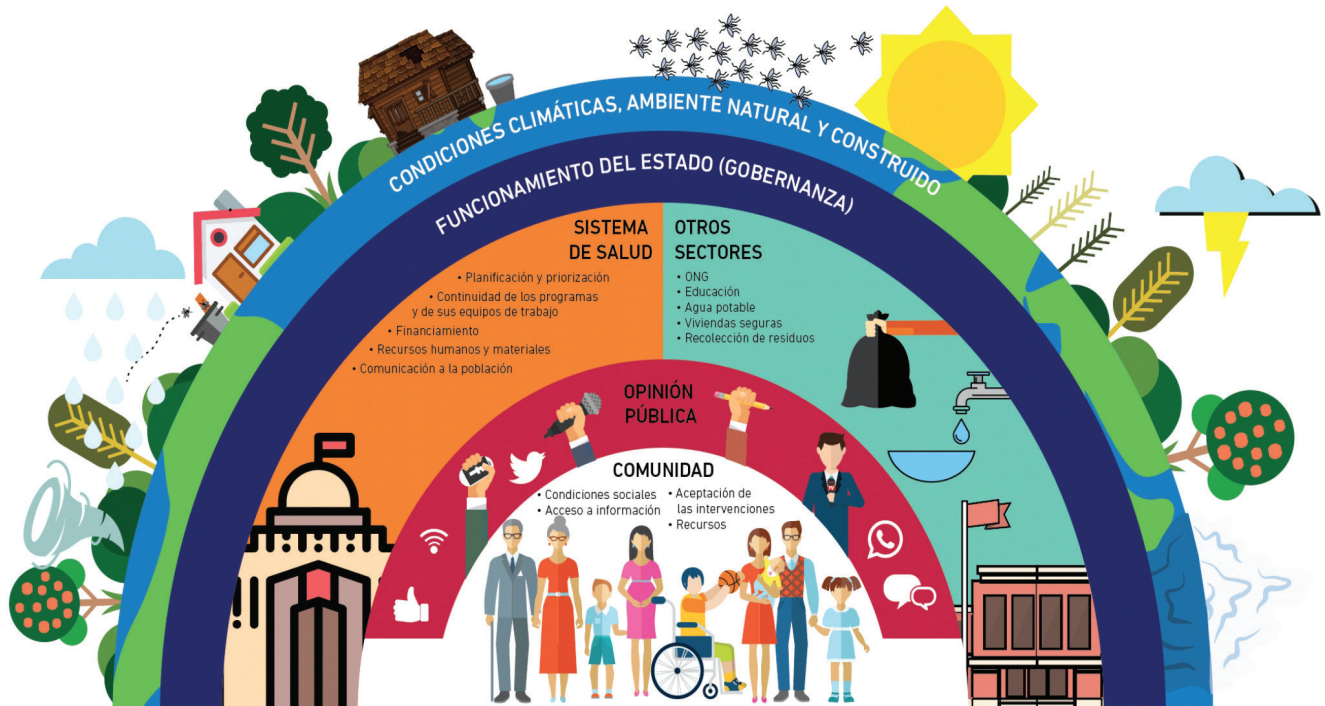 CONDICIONES CLIMÁTICAS, AMBIENTE NATURAL Y CONSTRUIDO
FUNCIONAMIENTO DEL ESTADO (GOBERNANZA)
SISTEMA
DE SALUD
• Planificación y priorización
• Continuidad de los programas
y de sus equipos de trabajo
• Financiamiento
• Recursos humanos y materiales
• Comunicación a la población
OTROS
SECTORES
• ONG
• Educación
• Agua potable
• Viviendas seguras
• Recolección de residuos
OPINIÓN
PÚBLICA
TV
COMUNIDAD
• Condiciones sociales
• Acceso a información
• Aceptación de
las intervenciones
• Recursos